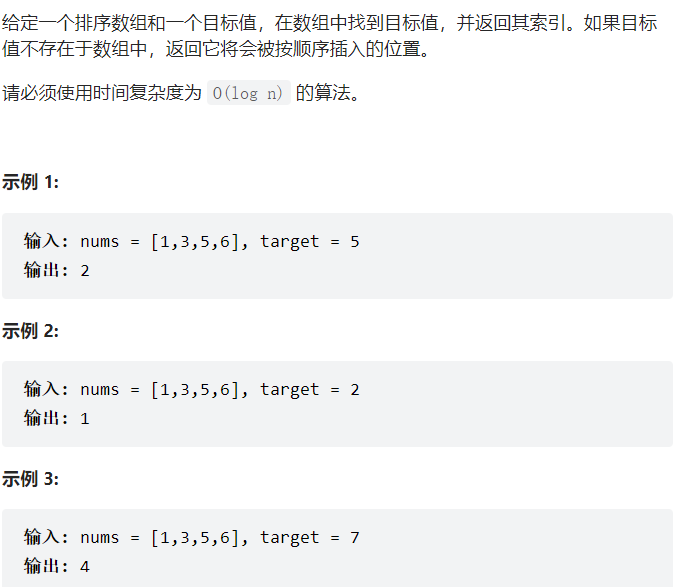 给定一个排序数组和一个目标值，在数组中找到目标值，并返回其索引。如果目标
值不存在于数组中，返回它将会被按顺序插入的位置。
请必须使用时间复杂度为 O(log n) 的算法。
示例 1:
输入: nums = [1,3,5,6], target = 5
输出: 2
示例 2:
输入: nums = [1,3,5,6], target = 2
输出: 1
示例 3:
输入: nums = [1,3,5,6], target = 7
输出: 4